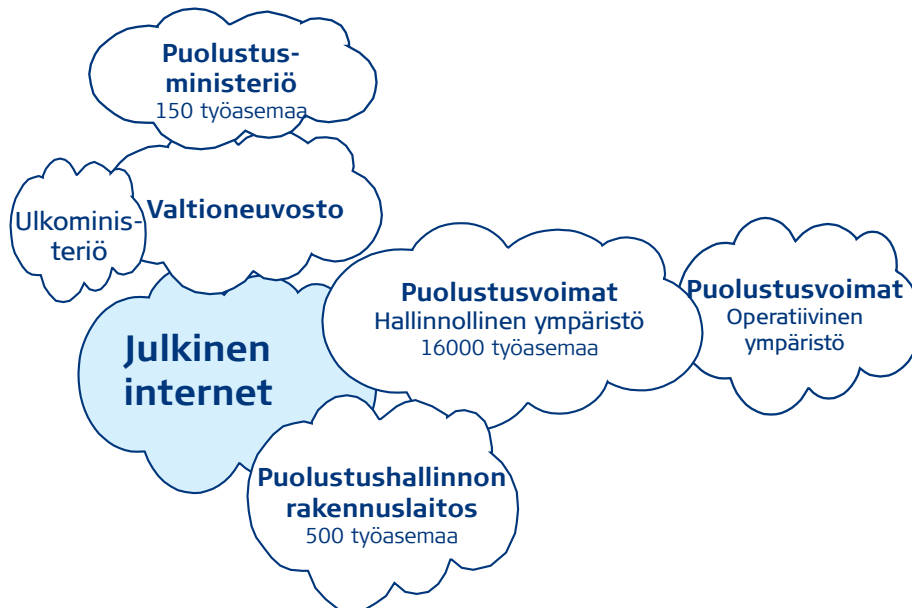 Puolustus-
ministeriö
150 työasemaa
Valtioneuvosto
Ulkominis-
teriö
Puolustusvoimat
Hallinnollinen ympäristö
16000 työasemaa
Puolustusvoimat
Operatiivinen
ympäristö
Julkinen
internet
Puolustushallinnon
rakennuslaitos
500 työasemaa